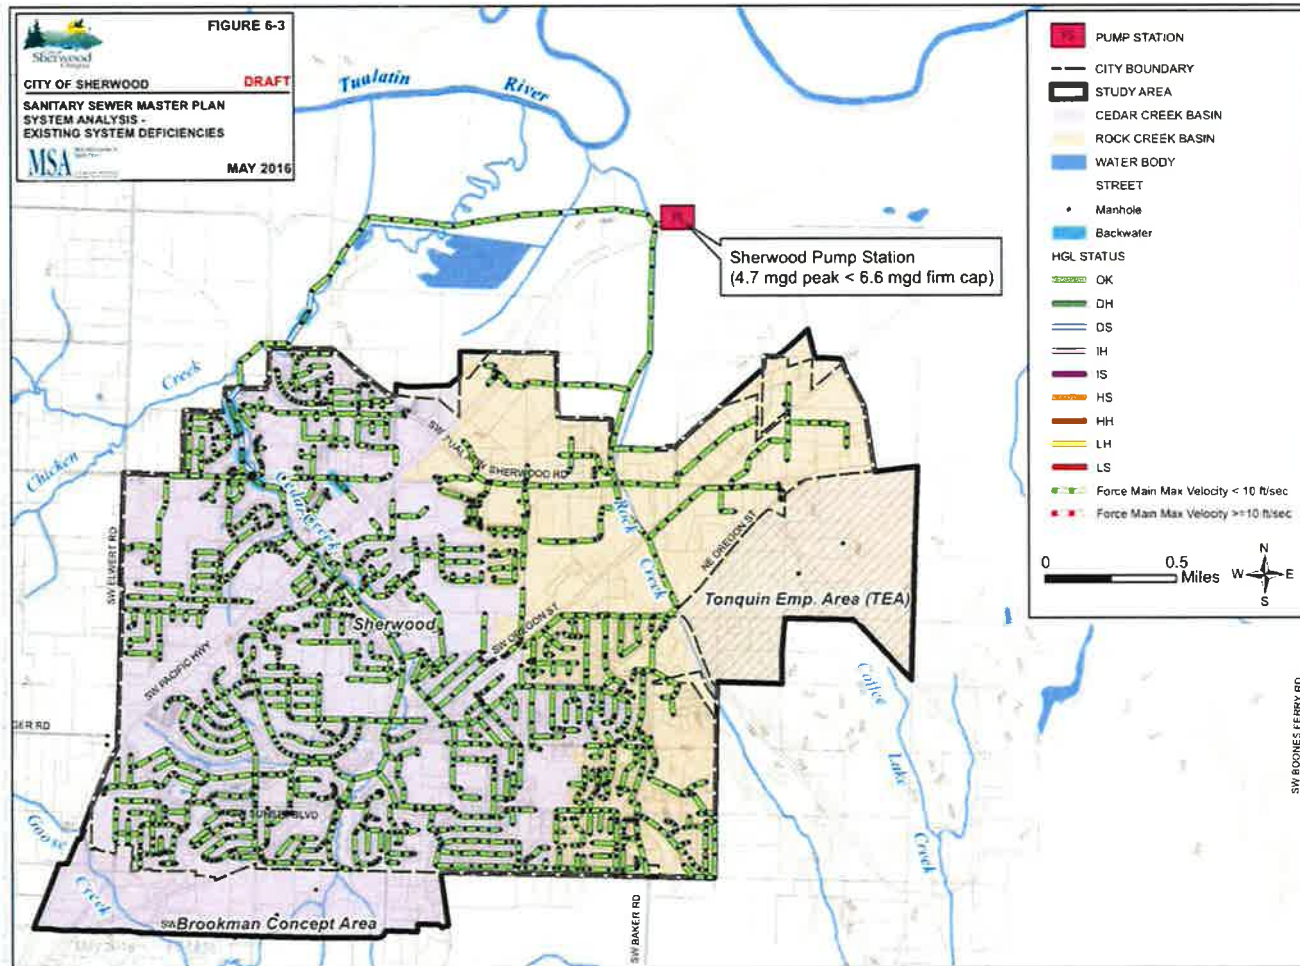 FIGURE 6-3
City of
Sherwood
Oregon
CITY OF SHERWOOD
DRAFT
SANITARY SEWER MASTER PLAN
SYSTEM ANALYSIS -
EXISTING SYSTEM DEFICIENCIES
MSA
MAY 2016
Tualatin
River
PS
Sherwood Pump Station
(4.7 mgd peak < 6.6 mgd firm cap)
PS
PUMP STATION
CITY BOUNDARY
STUDY AREA
CEDAR CREEK BASIN
ROCK CREEK BASIN
WATER BODY
STREET
Manhole
Backwater
HGL STATUS
OK
DH
DS
IH
IS
HS
HH
LH
LS
Force Main Max Velocity < 10 ft/sec
Force Main Max Velocity >=10 ft/sec
0
0.5
Miles
N
W
E
S
Creek
Chicken
Cedar Creek
SW ELWERT RD
SHERWOOD RD
Rock
Creek
NE OREGON ST
Tonquin Emp. Area (TEA)
Sherwood
SW OREGON ST
SW PACIFIC HWY
GER RD
SUNSET BLVD
Goose
Creek
SW
Brookman Concept Area
SW BAKER RD
Coffee
Lake
Creek
SW BOONES FERRY RD